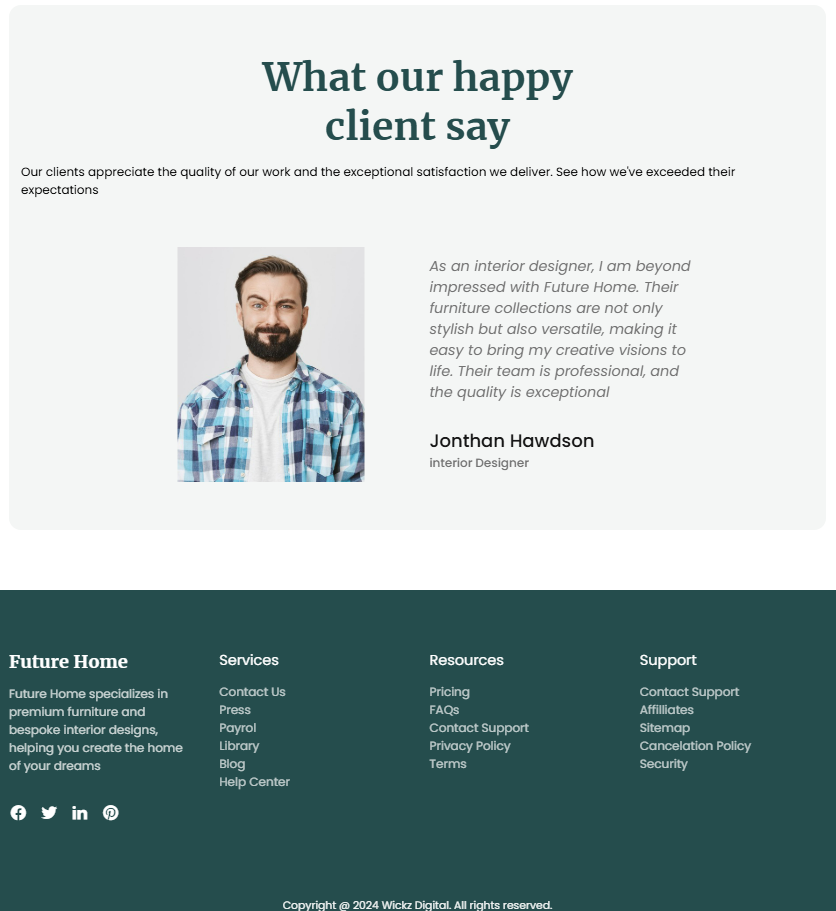 What our happy
client say
Our clients appreciate the quality of our work and the exceptional satisfaction we deliver. See how we've exceeded their
expectations
As an interior designer, I am beyond
impressed with Future Home. Their
furniture collections are not only
stylish but also versatile, making it
easy to bring my creative visions to
life. Their team is professional, and
the quality is exceptional
Jonthan Hawdson
interior Designer
Future Home
Future Home specializes in
premium furniture and
bespoke interior designs,
helping you create the home
of your dreams
Services
Contact Us
Press
Payrol
Library
Blog
Help Center
Resources
Pricing
FAQs
Contact Support
Privacy Policy
Terms
Support
Contact Support
Affilliates
Sitemap
Cancelation Policy
Security
Copyright @ 2024 Wickz Digital. All rights reserved.